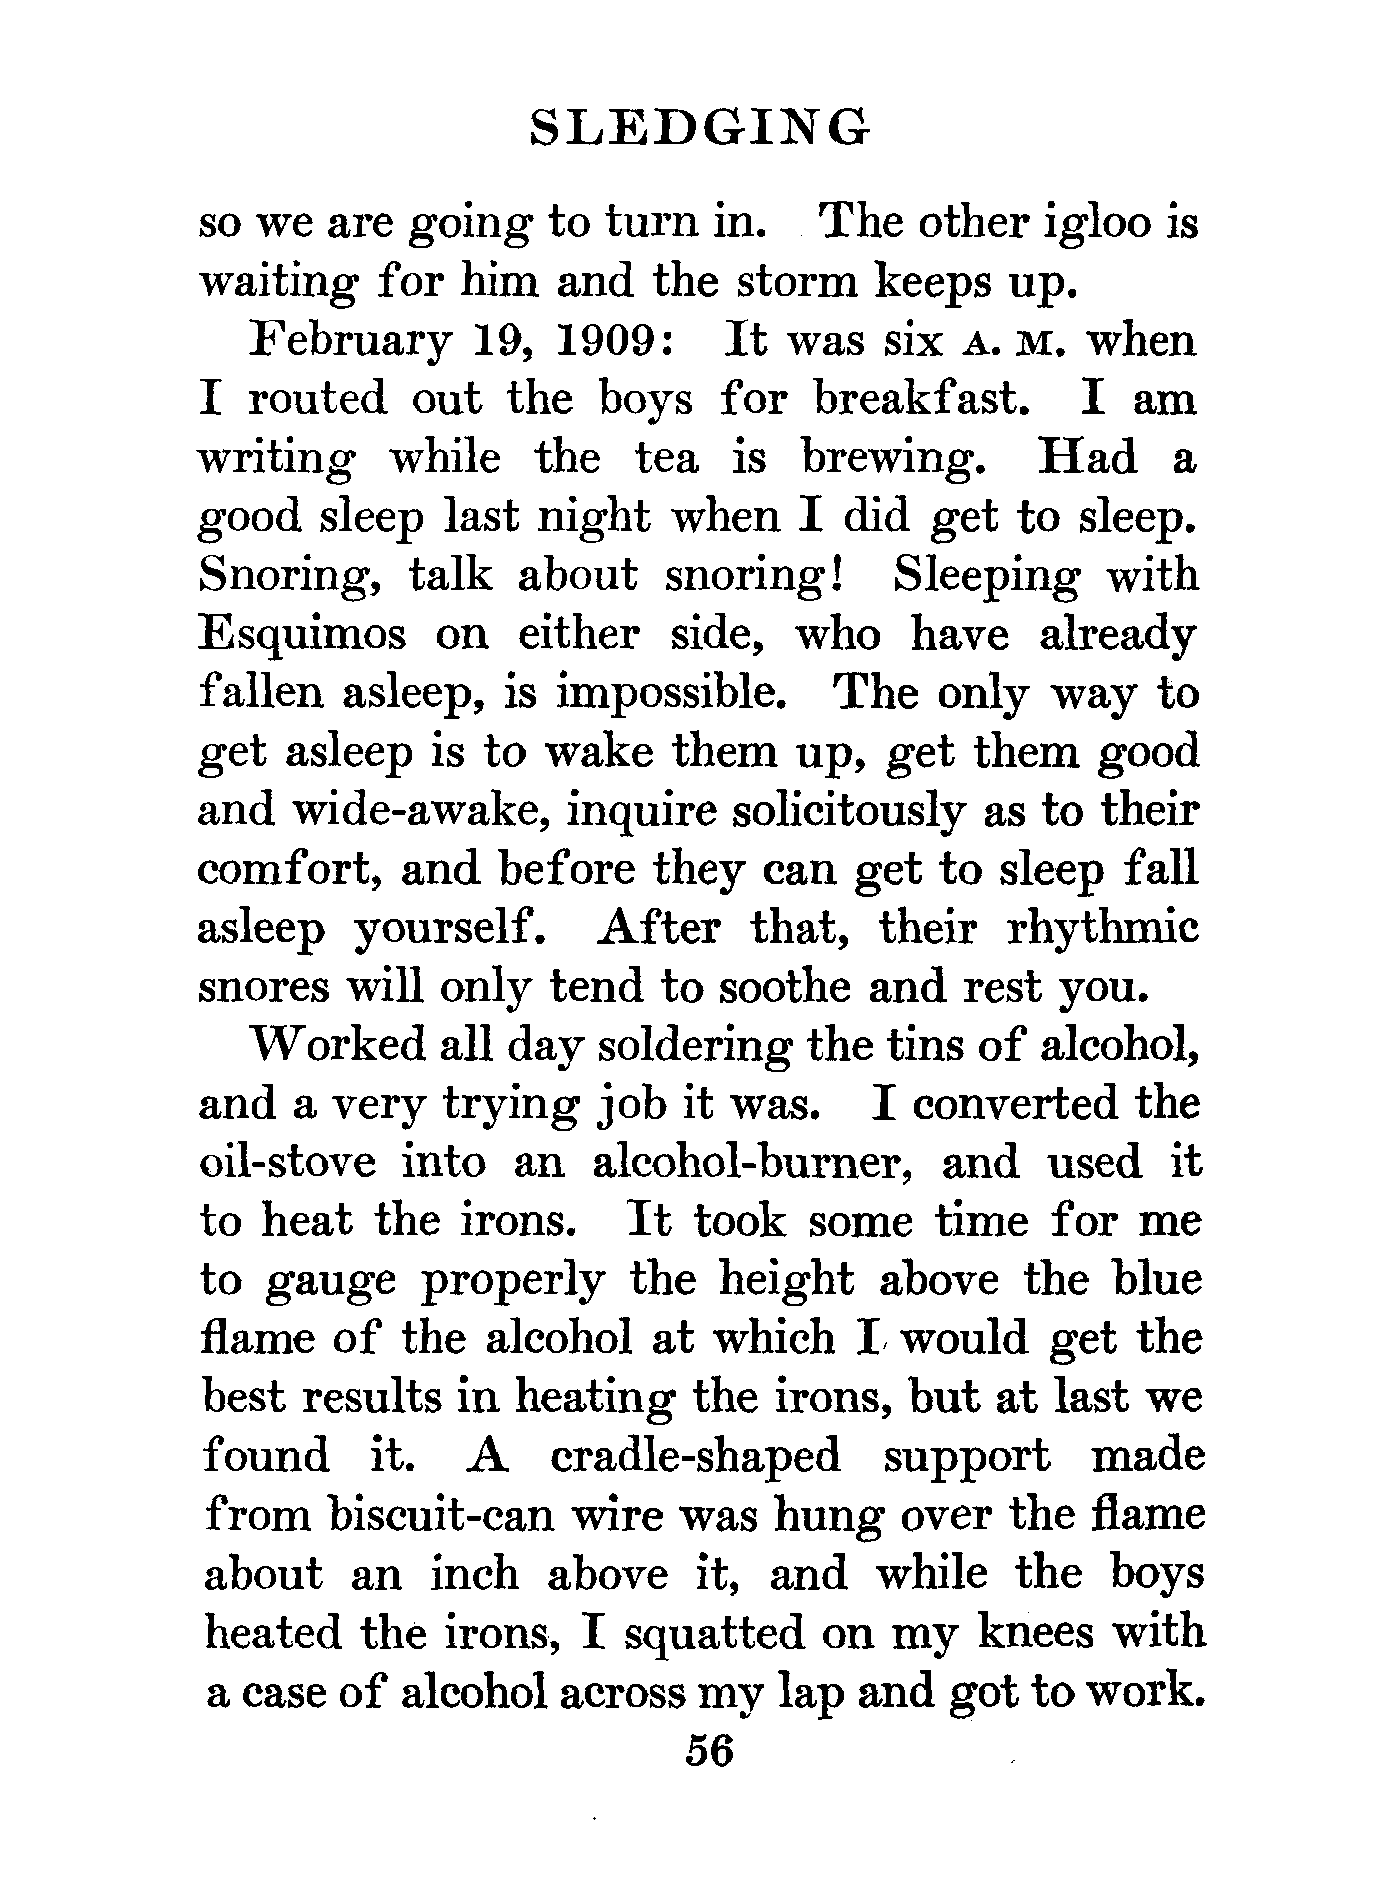 SLEDGING
so we are going to turn in. The other igloo is
waiting for him and the storm keeps up.
February 19, 1909: It was six A. M. when
I routed out the boys for breakfast. I am
writing while the tea is brewing. Had a
good sleep last night when I did get to sleep.
Snoring, talk about snoring! Sleeping with
Esquimos on either side, who have already
fallen asleep, is impossible. The only way to
get asleep is to wake them up, get them good
and wide-awake, inquire solicitously as to their
comfort, and before they can get to sleep fall
asleep yourself. After that, their rhythmic
snores will only tend to soothe and rest you.
Worked all day soldering the tins of alcohol,
and a very trying job it was. I converted the
oil-stove into an alcohol-burner, and used it
to heat the irons. It took some time for me
to gauge properly the height above the blue
flame of the alcohol at which I would get the
best results in heating the irons, but at last we
found it. A cradle-shaped support made
from biscuit-can wire was hung over the flame
about an inch above it, and while the boys
heated the irons, I squatted on my knees with
a case of alcohol across my lap and got to work.
56